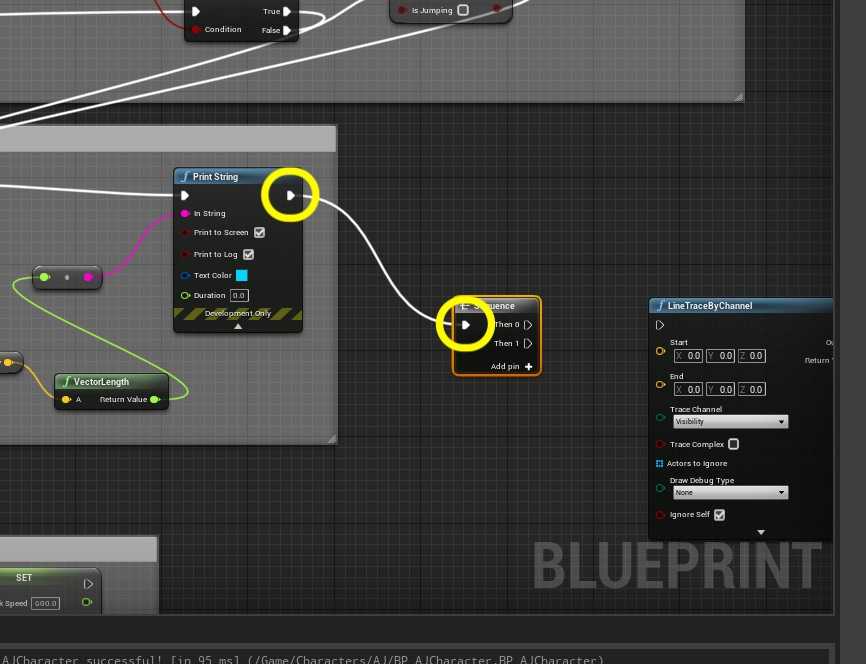 True
Condition
False
Is Jumping
Print String
In String
Print to Screen
Print to Log
Text Color
Duration 0.0
Development Only
Sequence
Then 0
Then 1
Add pin
VectorLength
A Return Value
LineTraceByChannel
Start
X 0.0 Y 0.0 Z 0.0
Return
End
X 0.0 Y 0.0 Z 0.0
Trace Channel
Visibility
Trace Complex
Actors to Ignore
Draw Debug Type
None
Ignore Self
BLUEPRINT
SET
k Speed 600.0
AJCharacter successful! [in 95 ms] (/Game/Characters/AJ/BP_AJCharacter.BP_AJCharacter)